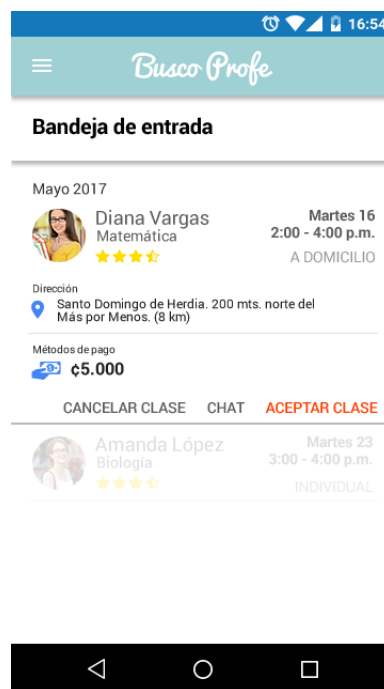 16:54
Busco Profe
Bandeja de entrada
Mayo 2017
Diana Vargas
Martes 16
Matemática
2:00 - 4:00 p.m.
A DOMICILIO
Dirección
Santo Domingo de Herdia. 200 mts. norte del
Más por Menos. (8 km)
Métodos de pago
₡5.000
CANCELAR CLASE CHAT ACEPTAR CLASE
Amanda López
Martes 23
Biología
3:00 - 4:00 p.m.
INDIVIDUAL